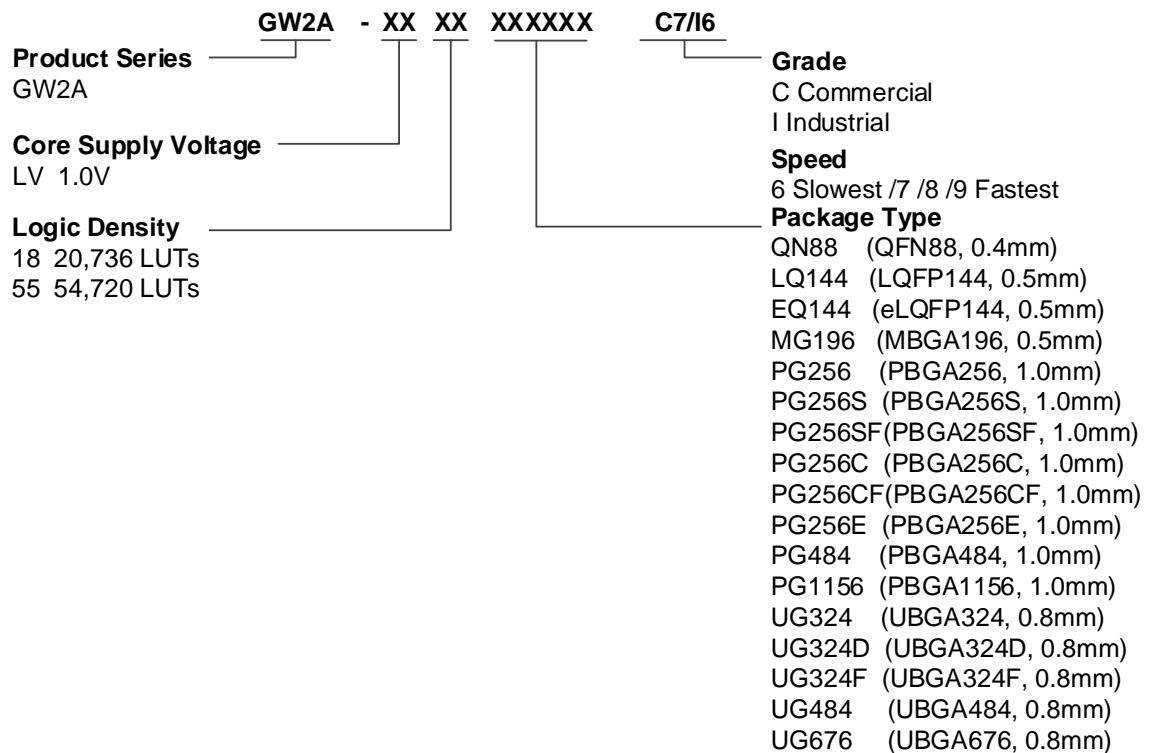 GW2A - XX XX XXXXXX C7/I6
Product Series
GW2A
Core Supply Voltage
LV 1.0V
Logic Density
18 20,736 LUTs
55 54,720 LUTs
Grade
C Commercial
I Industrial
Speed
6 Slowest /7 /8 /9 Fastest
Package Type
QN88 (QFN88, 0.4mm)
LQ144 (LQFP144, 0.5mm)
EQ144 (eLQFP144, 0.5mm)
MG196 (MBGA196, 0.5mm)
PG256 (PBGA256, 1.0mm)
PG256S (PBGA256S, 1.0mm)
PG256SF(PBGA256SF, 1.0mm)
PG256C (PBGA256C, 1.0mm)
PG256CF(PBGA256CF, 1.0mm)
PG256E (PBGA256E, 1.0mm)
PG484 (PBGA484, 1.0mm)
PG1156 (PBGA1156, 1.0mm)
UG324 (UBGA324, 0.8mm)
UG324D (UBGA324D, 0.8mm)
UG324F (UBGA324F, 0.8mm)
UG484 (UBGA484, 0.8mm)
UG676 (UBGA676, 0.8mm)